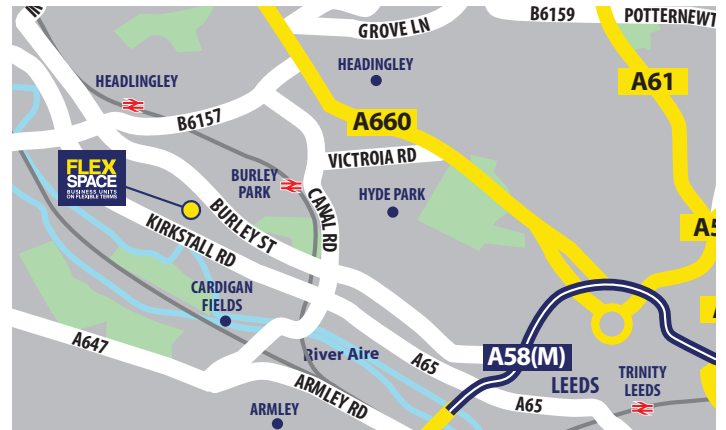 GROVE LN
B6159
POTTERNEWT
HEADLINGLEY
HEADINGLEY
A61
B6157
A660
VICTROIA RD
FLEX
SPACE
BUSINESS UNITS
ON FLEXIBLE TERMS
BURLEY
PARK
CANAL RD
HYDE PARK
BURLEY ST
KIRKSTALL RD
A5
CARDIGAN
FIELDS
A647
River Aire
A65
A58(M)
ARMLEY RD
LEEDS
TRINITY
LEEDS
A65
ARMLEY